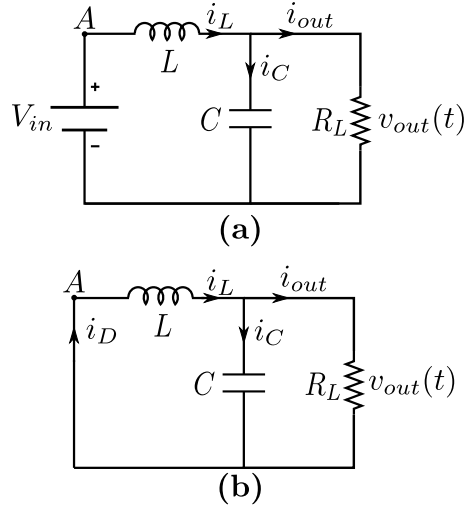 A
i_L
i_out
L
i_C
+
V_in
C
R_L
v_out(t)
−
(a)
A
i_L
i_out
i_D
L
i_C
C
R_L
v_out(t)
(b)